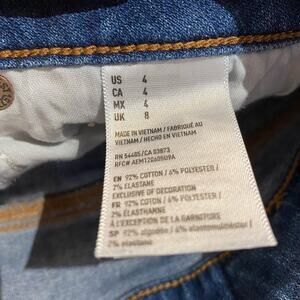 US 4
CA 4
MX 4
UK 8
MADE IN VIETNAM / FABRIQUÉ AU
VIETNAM / HECHO EN VIETNAM
RN 54485/CA 03873
EN 92% COTTON / 6% POLYESTER /
2% ELASTANE
EXCLUSIVE OF DECORATION
FR 92% COTON / 6% POLYESTER /
2% ÉLASTHANNE
À L'EXCEPTION DE LA GARNITURE
SP 92% algodón / 6% poliéster /
2% elastano